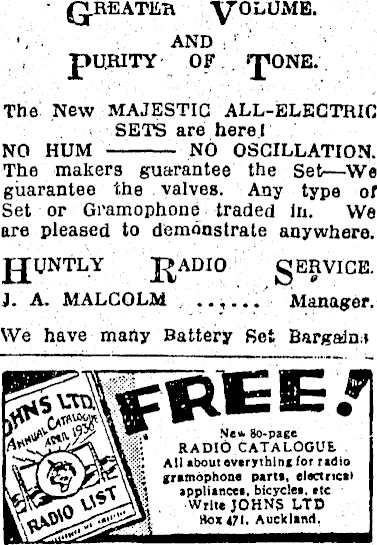 GREATER VOLUME.
AND
PURITY OF TONE.
The New MAJESTIC ALL-ELECTRIC
SETS are here!
NO HUM ——— NO OSCILLATION.
The makers guarantee the Set—We
guarantee the valves. Any type of
Set or Gramophone traded in. We
are pleased to demonstrate anywhere.
HUNTLY RADIO SERVICE.
J. A. MALCOLM ...... Manager.
We have many Battery Set Bargains
JOHNS LTD.
ANNUAL CATALOGUE
APRIL 1930
RADIO LIST
FREE!
New 80-page
RADIO CATALOGUE
All about everything for radio
gramophone parts, electrical
appliances, bicycles, etc
Write JOHNS LTD
Box 471, Auckland.